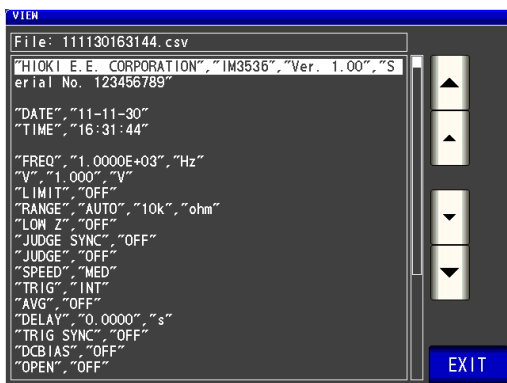 VIEW
File: 111130163144.csv
"HIOKI E.E. CORPORATION","IM3536","Ver. 1.00","S
erial No. 123456789"
"DATE","11-11-30"
"TIME","16:31:44"
"FREQ","1.0000E+03","Hz"
"V","1.000","V"
"LIMIT","OFF"
"RANGE","AUTO","10k","ohm"
"LOW Z","OFF"
"JUDGE SYNC","OFF"
"JUDGE","OFF"
"SPEED","MED"
"TRIG","INT"
"AVG","OFF"
"DELAY","0.0000","s"
"TRIG SYNC","OFF"
"DCBIAS","OFF"
"OPEN","OFF"
EXIT